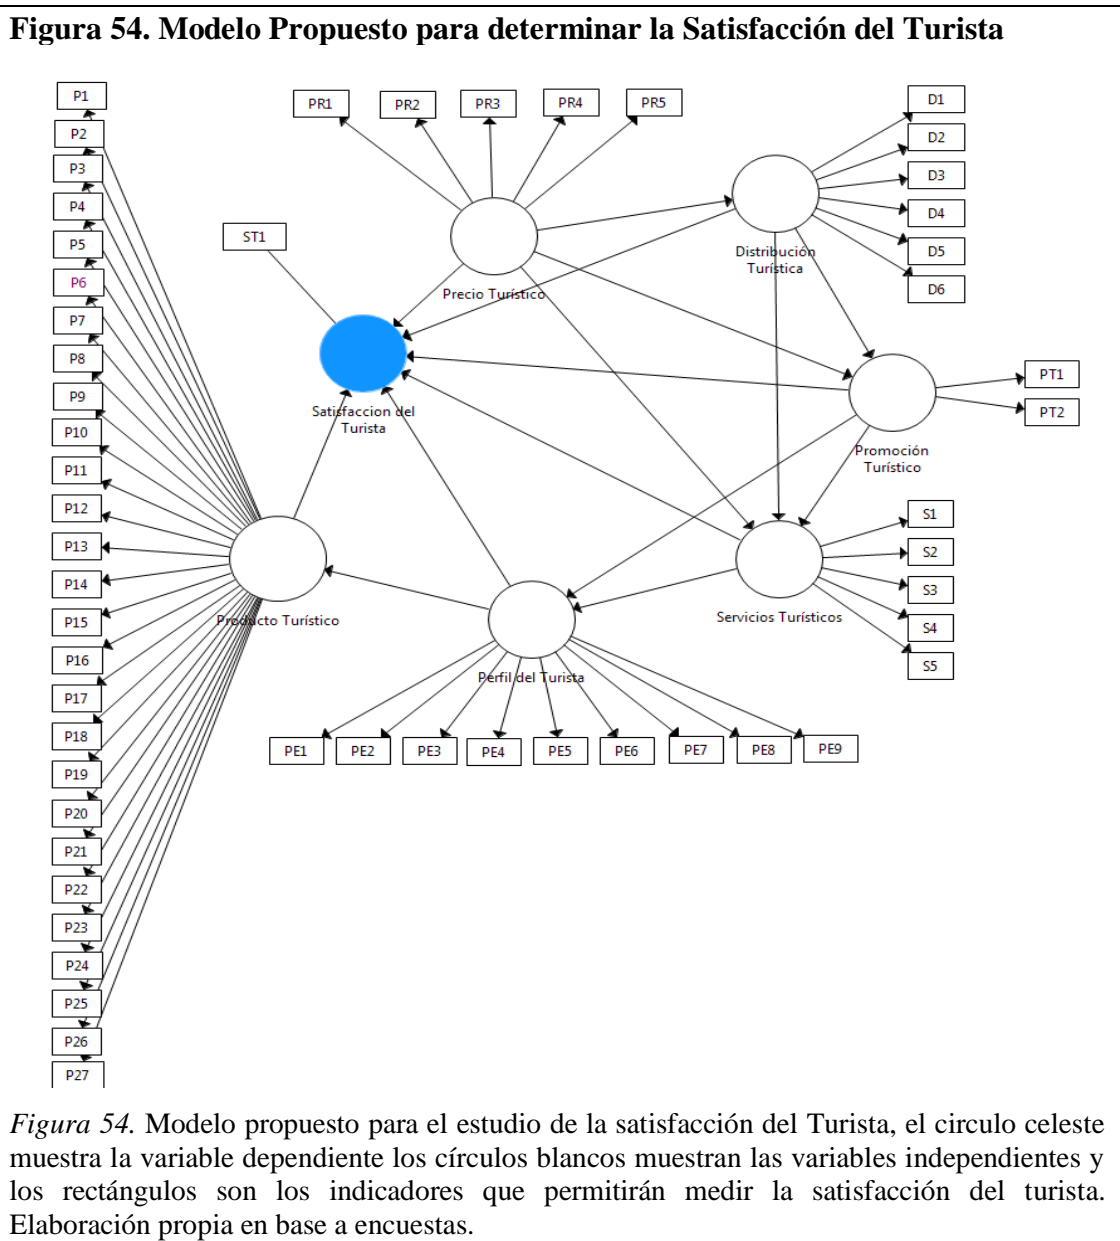 Figura 54. Modelo Propuesto para determinar la Satisfacción del Turista
P1
P2
P3
P4
P5
P6
P7
P8
P9
P10
P11
P12
P13
P14
P15
P16
P17
P18
P19
P20
P21
P22
P23
P24
P25
P26
P27
PR1
PR2
PR3
PR4
PR5
D1
D2
D3
D4
D5
D6
ST1
Precio Turístico
Distribución
Turística
Satisfaccion del
Turista
PT1
PT2
Promoción
Turístico
S1
S2
S3
S4
S5
Producto Turístico
Servicios Turísticos
Perfil del Turista
PE1
PE2
PE3
PE4
PE5
PE6
PE7
PE8
PE9
Figura 54. Modelo propuesto para el estudio de la satisfacción del Turista, el circulo celeste
muestra la variable dependiente los círculos blancos muestran las variables independientes y
los rectángulos son los indicadores que permitirán medir la satisfacción del turista.
Elaboración propia en base a encuestas.